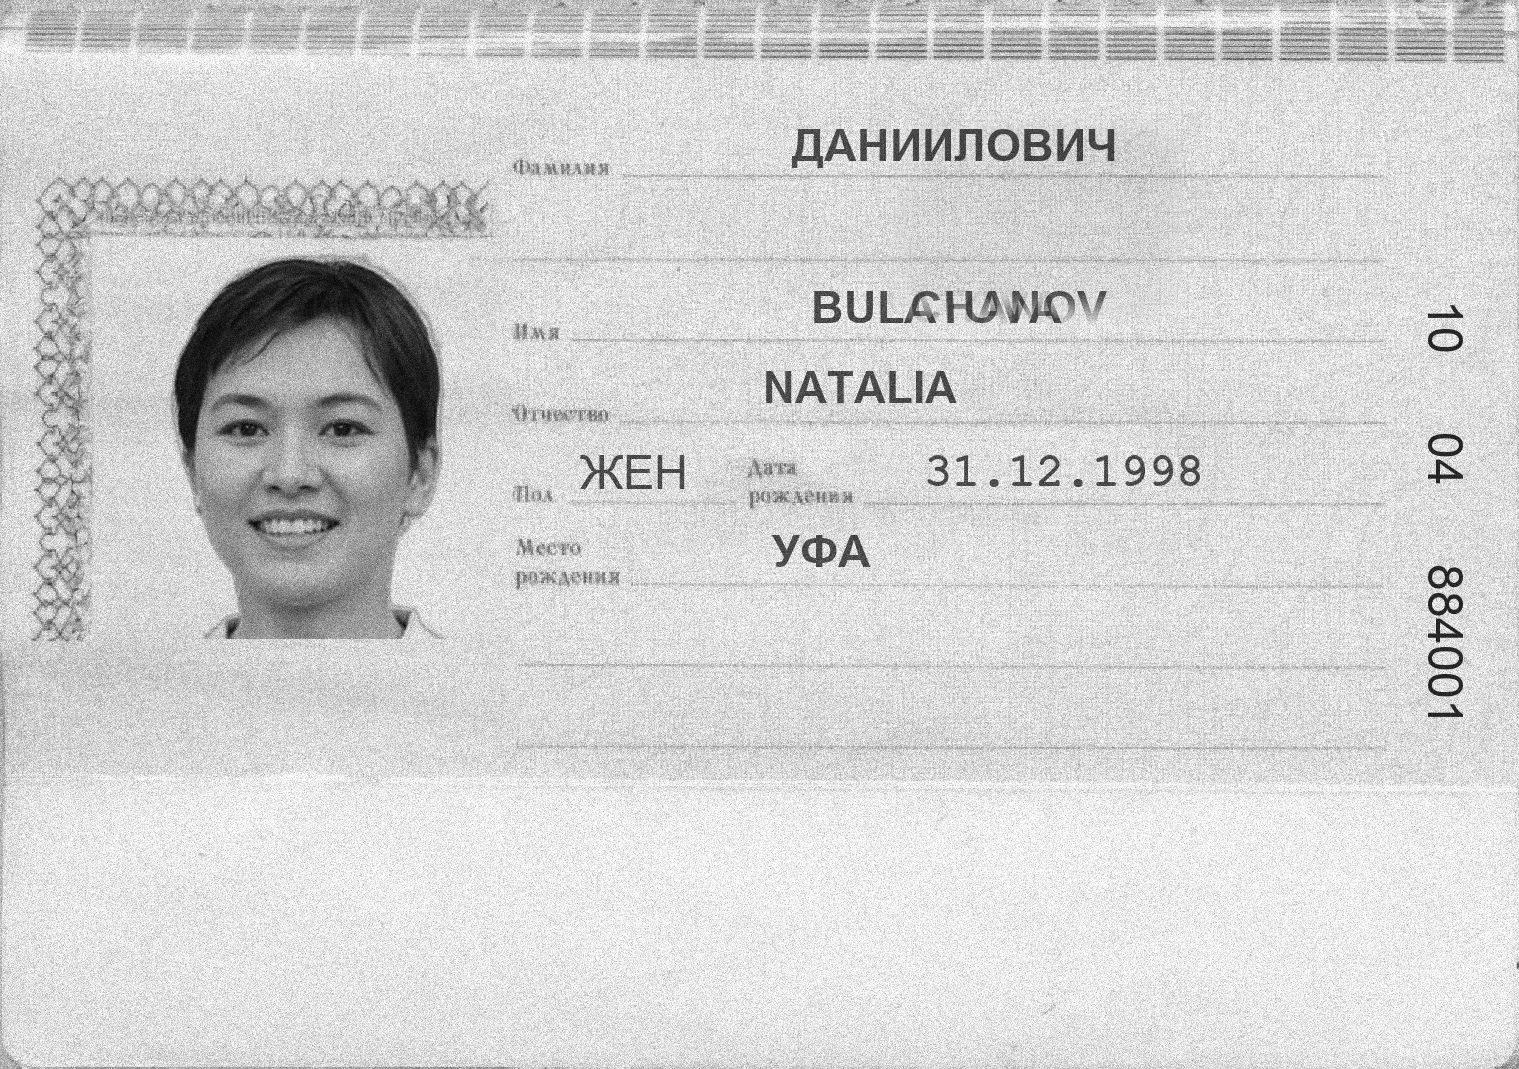 Фамилия ДАНИИЛОВИЧ
Имя
Отчество NATALIA
Пол ЖЕН Дата рождения 31.12.1998
Место рождения УФА
10 04 884001